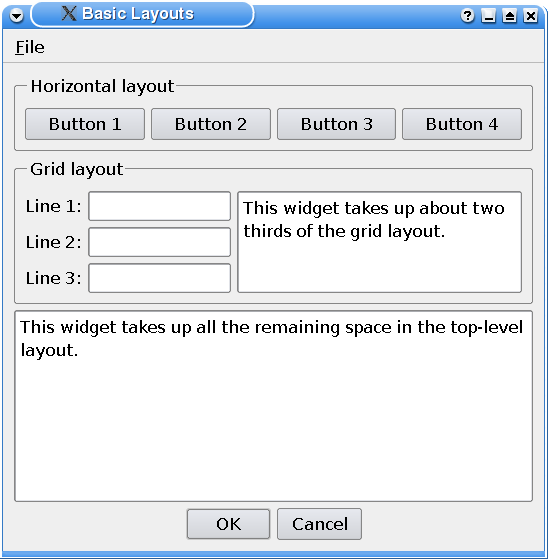 Basic Layouts
File
Horizontal layout
Button 1 Button 2 Button 3 Button 4
Grid layout
Line 1:
Line 2:
Line 3:
This widget takes up about two
thirds of the grid layout.
This widget takes up all the remaining space in the top-level
layout.
OK Cancel